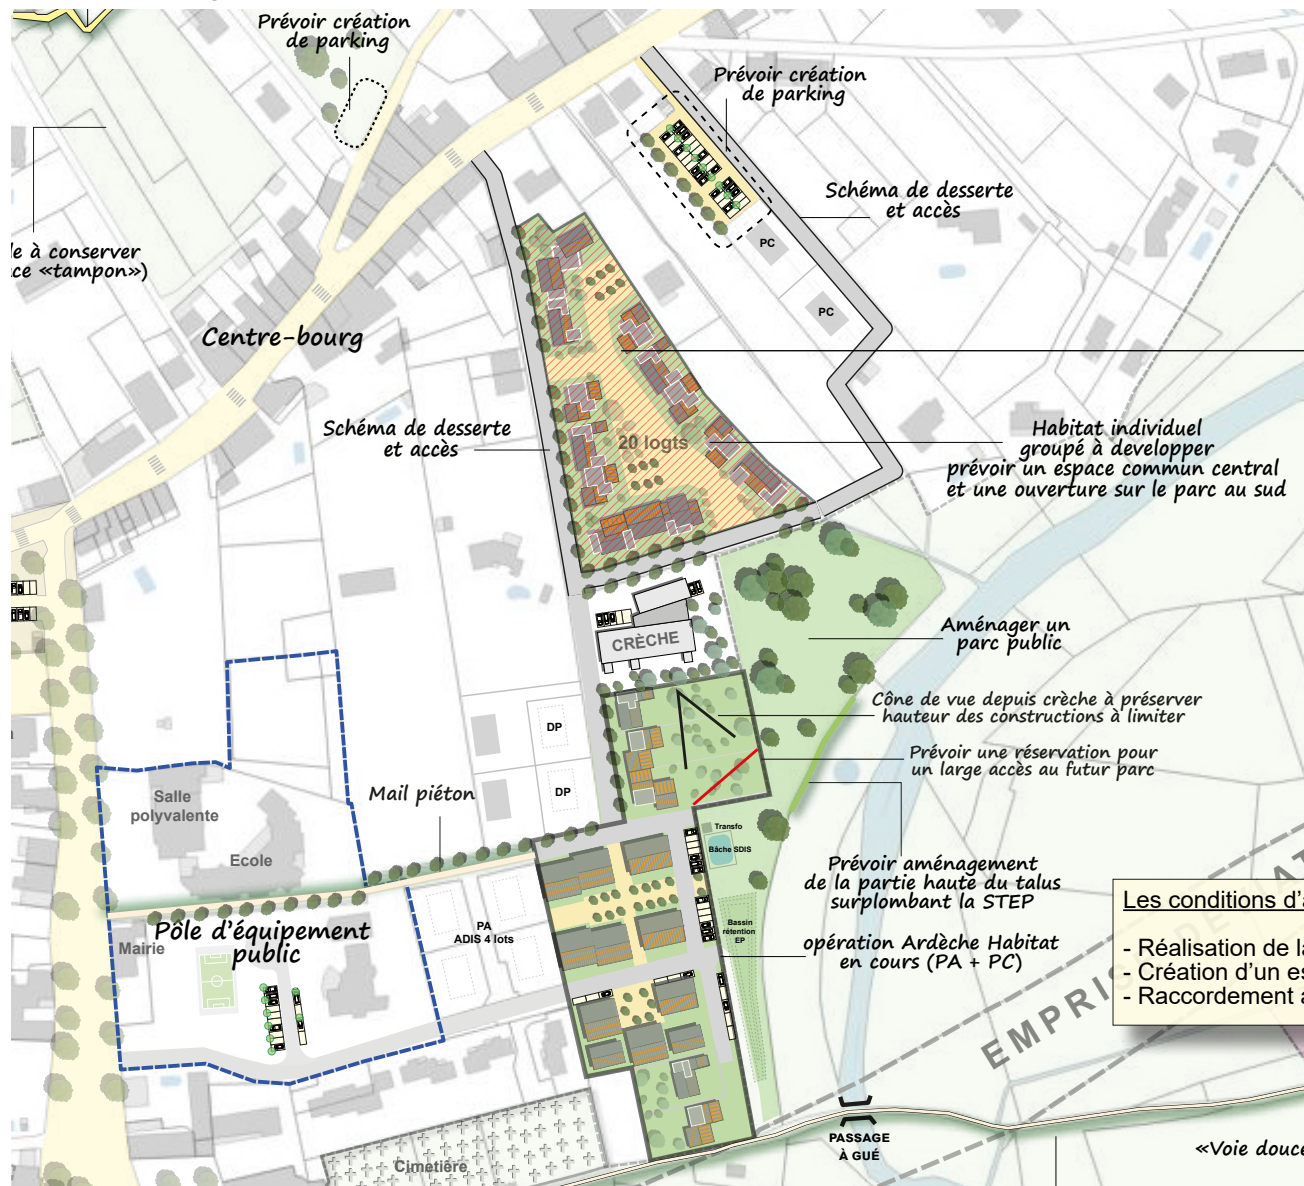 Prévoir création
de parking
Prévoir création
de parking
Schéma de desserte
et accès
le à conserver
ce «tampon»)
PC
PC
Centre-bourg
Schéma de desserte
et accès
20 logts
Habitat individuel
groupé à developper
prévoir un espace commun central
et une ouverture sur le parc au sud
CRÈCHE
Aménager un
parc public
Cône de vue depuis crèche à préserver
hauteur des constructions à limiter
DP
Prévoir une réservation pour
un large accès au futur parc
DP
Mail piéton
Salle
polyvalente
Ecole
Transfo
Bâche SDIS
Prévoir aménagement
de la partie haute du talus
surplombant la STEP
Les conditions d'a
- Réalisation de la
- Création d'un es
- Raccordement a
Bassin
rétention
EP
PA
ADIS 4 lots
opération Ardèche Habitat
en cours (PA + PC)
Mairie
Pôle d'équipement
public
EMPRISE DE
PASSAGE
À GUÉ
«Voie douce
Cimetière